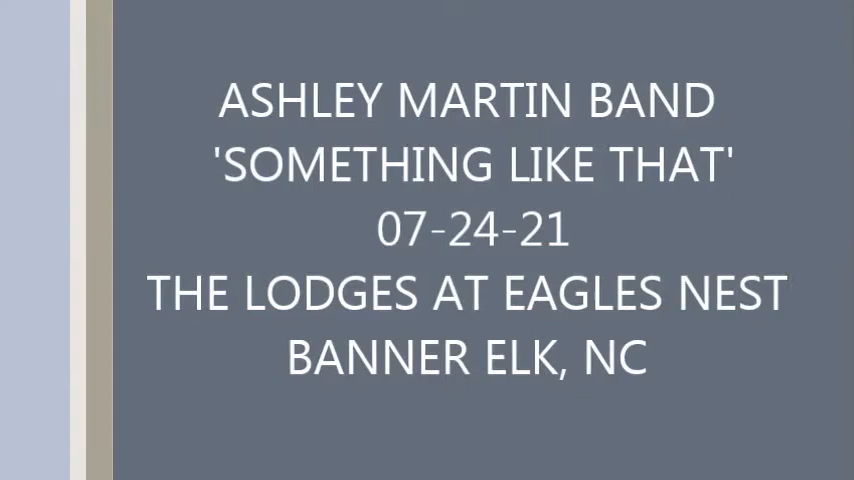 ASHLEY MARTIN BAND
'SOMETHING LIKE THAT'
07-24-21
THE LODGES AT EAGLES NEST
BANNER ELK, NC